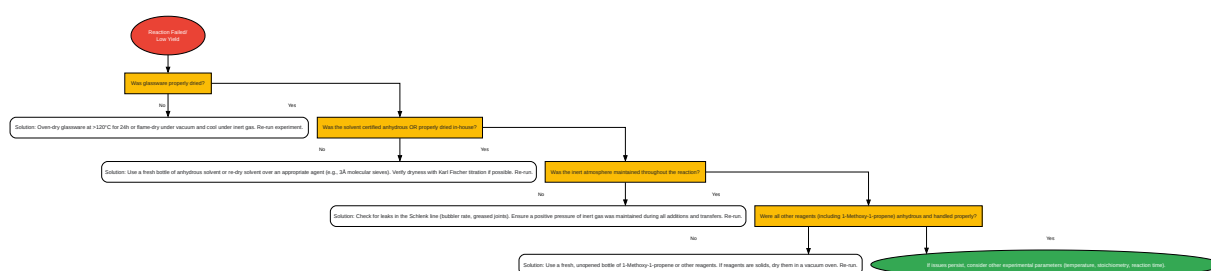 Reaction Failed/
Low Yield
Was glassware properly dried?
No
Yes
Solution: Oven-dry glassware at >120°C for 24h or flame-dry under vacuum and cool under inert gas. Re-run experiment.
Was the solvent certified anhydrous OR properly dried in-house?
No
Yes
Solution: Use a fresh bottle of anhydrous solvent or re-dry solvent over an appropriate agent (e.g., 3Å molecular sieves). Verify dryness with Karl Fischer titration if possible. Re-run.
Was the inert atmosphere maintained throughout the reaction?
No
Yes
Solution: Check for leaks in the Schlenk line (bubbler rate, greased joints). Ensure a positive pressure of inert gas was maintained during all additions and transfers. Re-run.
Were all other reagents (including 1-Methoxy-1-propene) anhydrous and handled properly?
No
Yes
Solution: Use a fresh, unopened bottle of 1-Methoxy-1-propene or other reagents. If reagents are solids, dry them in a vacuum oven. Re-run.
If issues persist, consider other experimental parameters (temperature, stoichiometry, reaction time).